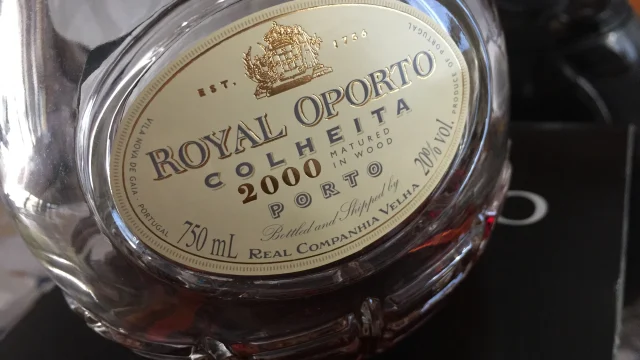 EST. 1756
ROYAL OPORTO
COLHEITA
2000 MATURED
IN WOOD
PORTO
750 mL
20% vol.
Bottled and Shipped by
REAL COMPANHIA VELHA
VILA NOVA DE GAIA PORTUGAL
PRODUCE OF PORTUGAL
O